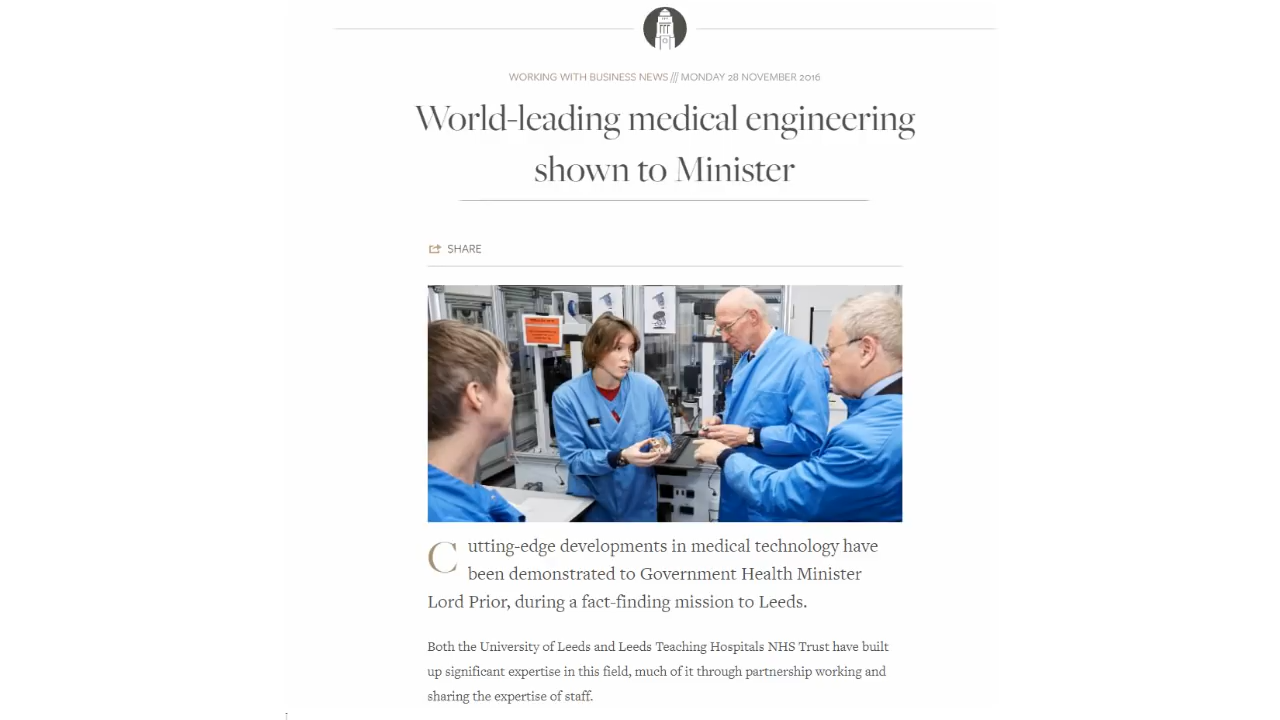 WORKING WITH BUSINESS NEWS /// MONDAY 28 NOVEMBER 2016
World-leading medical engineering
shown to Minister
SHARE
Cutting-edge developments in medical technology have
been demonstrated to Government Health Minister
Lord Prior, during a fact-finding mission to Leeds.
Both the University of Leeds and Leeds Teaching Hospitals NHS Trust have built
up significant expertise in this field, much of it through partnership working and
sharing the expertise of staff.